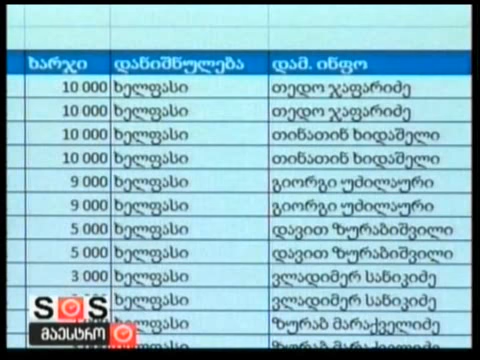 ხარჯი დანიშნულება დამ. ინფო
10 000 ხელფასი თედო ჯაფარიძე
10 000 ხელფასი თედო ჯაფარიძე
10 000 ხელფასი თინათინ ხიდაშელი
10 000 ხელფასი თინათინ ხიდაშელი
9 000 ხელფასი გიორგი უძილაური
9 000 ხელფასი გიორგი უძილაური
5 000 ხელფასი დავით ზურაბიშვილი
5 000 ხელფასი დავით ზურაბიშვილი
3 000 ხელფასი ვლადიმერ სანიკიძე
ხელფასი ვლადიმერ სანიკიძე
ხელფასი ზურაბ მარაქველიძე
SOS
მაესტრო